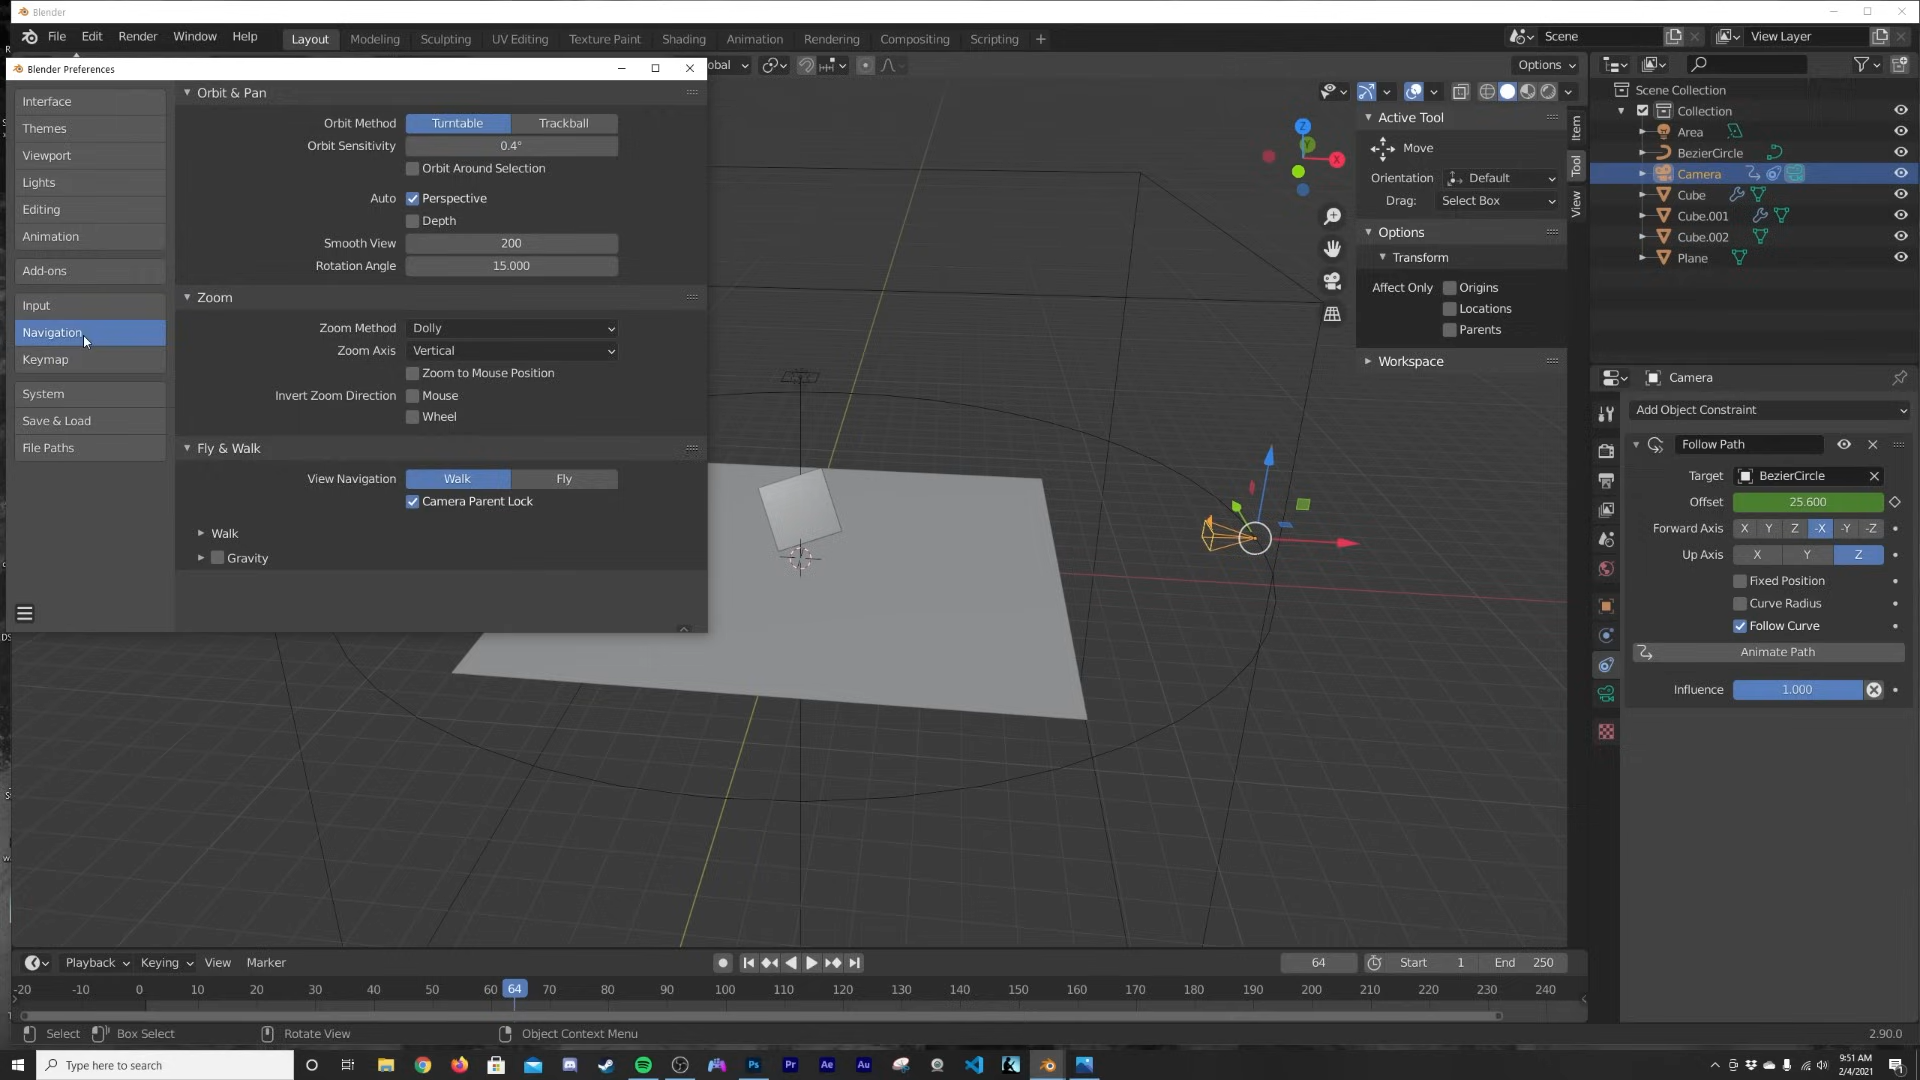 Blender
File Edit Render Window Help Layout Modeling Sculpting UV Editing Texture Paint Shading Animation Rendering Compositing Scripting + Scene View Layer
Blender Preferences
obal Options
Interface
Themes
Viewport
Lights
Editing
Animation
Add-ons
Input
Navigation
Keymap
System
Save & Load
File Paths
Orbit & Pan
Orbit Method Turntable Trackball
Orbit Sensitivity 0.4°
Orbit Around Selection
Auto Perspective
Depth
Smooth View 200
Rotation Angle 15.000
Zoom
Zoom Method Dolly
Zoom Axis Vertical
Zoom to Mouse Position
Invert Zoom Direction Mouse
Wheel
Fly & Walk
View Navigation Walk Fly
Camera Parent Lock
Walk
Gravity
Z
Y
X
Active Tool
Move
Orientation Default
Drag: Select Box
Options
Transform
Affect Only Origins
Locations
Parents
Workspace
Item
Tool
View
Scene Collection
Collection
Area
BezierCircle
Camera
Cube
Cube.001
Cube.002
Plane
Camera
Add Object Constraint
Follow Path
Target BezierCircle
Offset 25.600
Forward Axis X Y Z -X -Y -Z
Up Axis X Y Z
Fixed Position
Curve Radius
Follow Curve
Animate Path
Influence 1.000
Playback Keying View Marker 64 Start 1 End 250
-20 -10 0 10 20 30 40 50 60 64 70 80 90 100 110 120 130 140 150 160 170 180 190 200 210 220 230 240
Select Box Select Rotate View Object Context Menu 2.90.0
Type here to search Ps Pr Ae Au
9:51 AM
2/4/2021